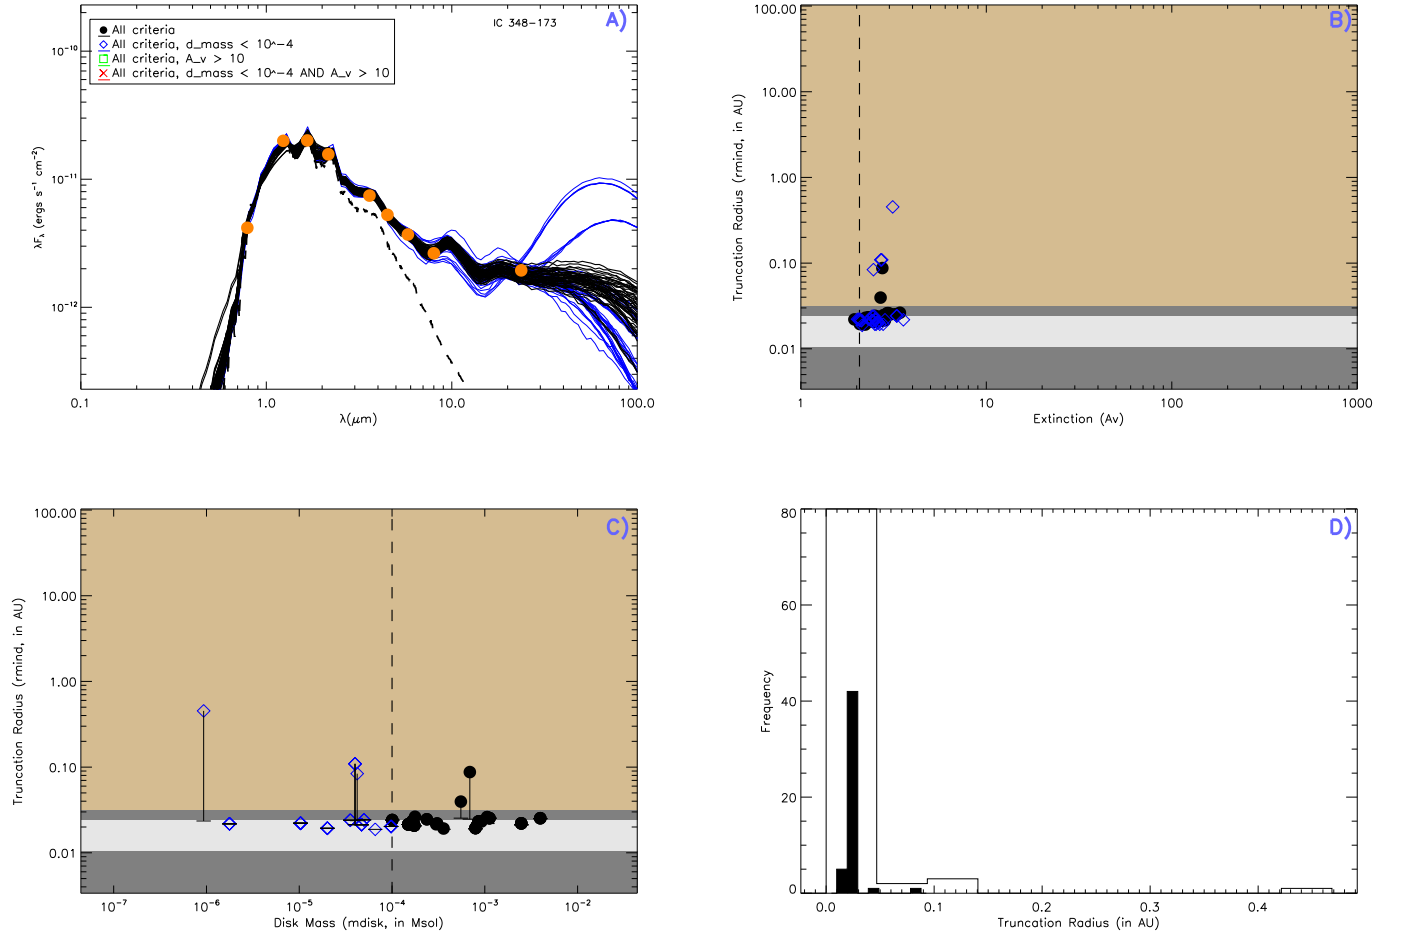 IC 348-173
A)
All criteria
All criteria, d_mass < 10^-4
All criteria, A_v > 10
All criteria, d_mass < 10^-4 AND A_v > 10
10⁻¹⁰
10⁻¹¹
10⁻¹²
λFλ (ergs s⁻¹ cm⁻²)
0.1
1.0
10.0
100.0
λ(μm)
B)
100.00
10.00
1.00
0.10
0.01
Truncation Radius (rmind, in AU)
1
10
100
1000
Extinction (Av)
C)
100.00
10.00
1.00
0.10
0.01
Truncation Radius (rmind, in AU)
10⁻⁷
10⁻⁶
10⁻⁵
10⁻⁴
10⁻³
10⁻²
Disk Mass (mdisk, in Msol)
D)
80
60
40
20
0
Frequency
0.0
0.1
0.2
0.3
0.4
Truncation Radius (in AU)